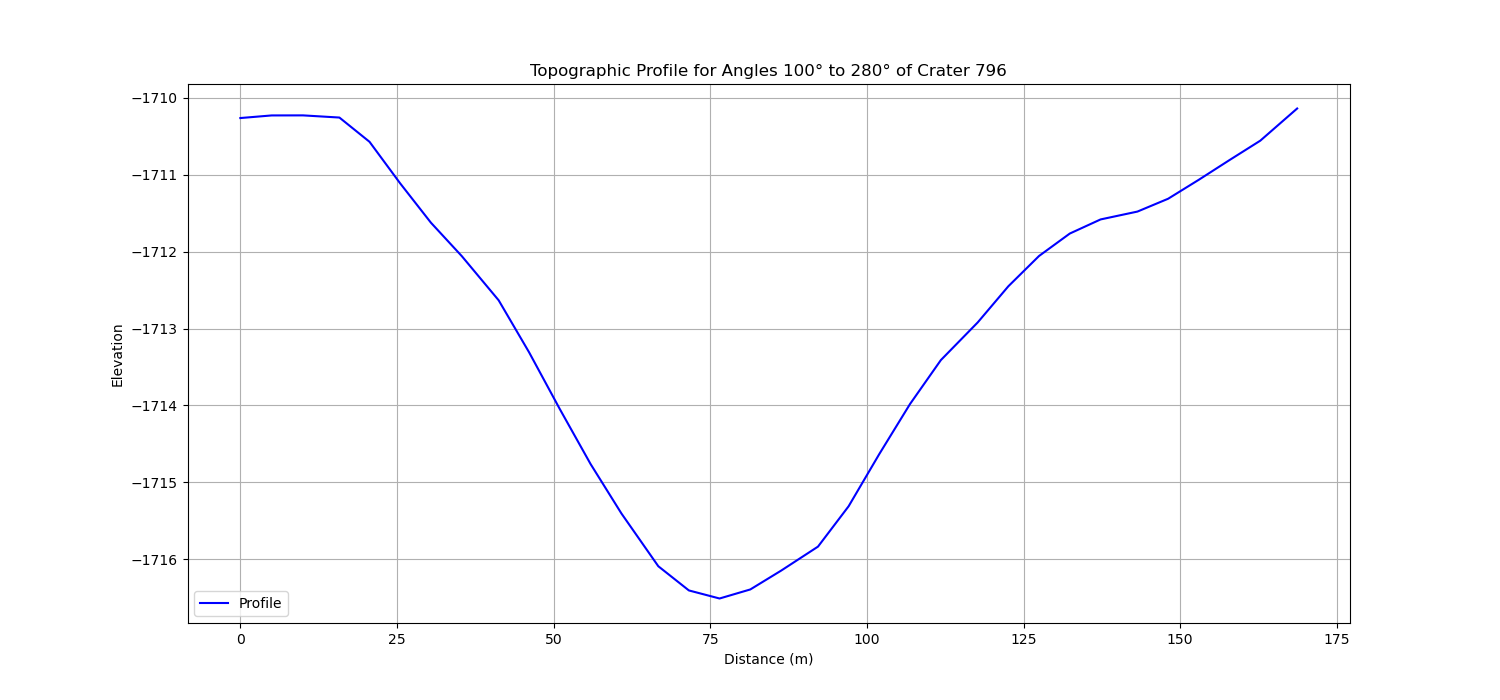 Topographic Profile for Angles 100° to 280° of Crater 796
−1710
−1711
−1712
−1713
−1714
−1715
−1716
Elevation
Profile
0 25 50 75 100 125 150 175
Distance (m)